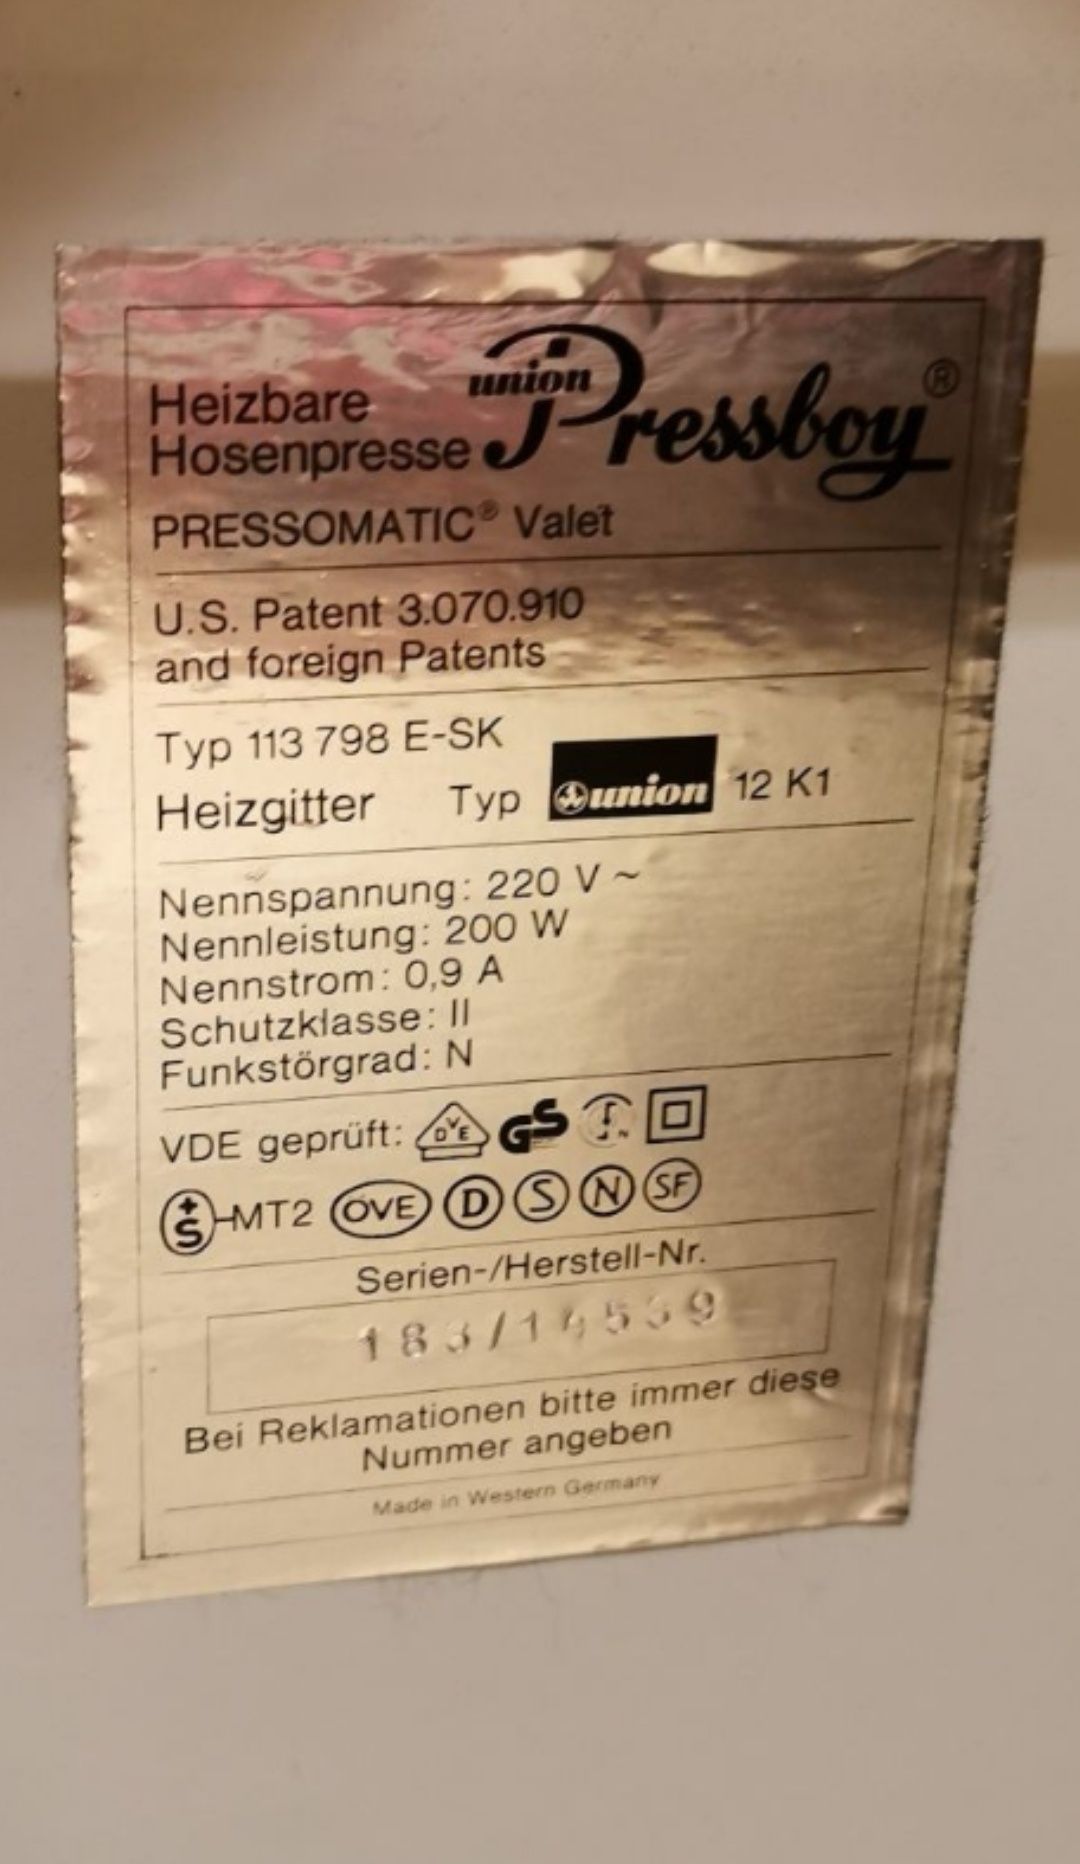 Heizbare
Hosenpresse
union
Pressboy®
PRESSOMATIC® Valet
U.S. Patent 3.070.910
and foreign Patents
Typ 113 798 E-SK
Heizgitter Typ union 12 K1
Nennspannung: 220 V ~
Nennleistung: 200 W
Nennstrom: 0,9 A
Schutzklasse: II
Funkstörgrad: N
VDE geprüft: DVE GS N
+S-MT2 ÖVE D S N SF
Serien-/Herstell-Nr.
Bei Reklamationen bitte immer diese
Nummer angeben
Made in Western Germany